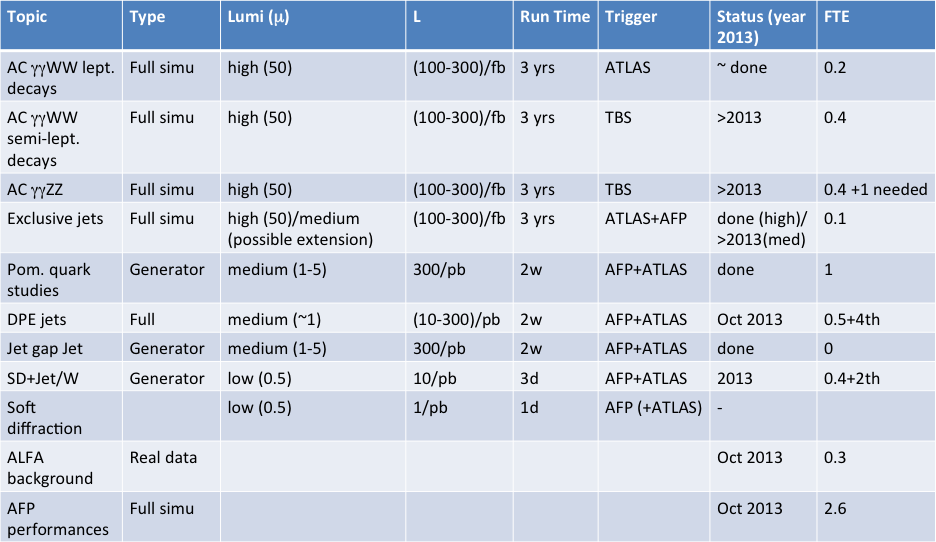 Topic Type Lumi (μ) L Run Time Trigger Status (year
2013) FTE
AC γγWW lept.
decays Full simu high (50) (100-300)/fb 3 yrs ATLAS ~ done 0.2
AC γγWW
semi-lept.
decays Full simu high (50) (100-300)/fb 3 yrs TBS >2013 0.4
AC γγZZ Full simu high (50) (100-300)/fb 3 yrs TBS >2013 0.4 +1 needed
Exclusive jets Full simu high (50)/medium
(possible extension) (100-300)/fb 3 yrs ATLAS+AFP done (high)/
>2013(med) 0.1
Pom. quark
studies Generator medium (1-5) 300/pb 2w AFP+ATLAS done 1
DPE jets Full medium (~1) (10-300)/pb 2w AFP+ATLAS Oct 2013 0.5+4th
Jet gap Jet Generator medium (1-5) 300/pb 2w AFP+ATLAS done 0
SD+Jet/W Generator low (0.5) 10/pb 3d AFP+ATLAS 2013 0.4+2th
Soft
diffraction low (0.5) 1/pb 1d AFP (+ATLAS) -
ALFA
background Real data Oct 2013 0.3
AFP
performances Full simu Oct 2013 2.6